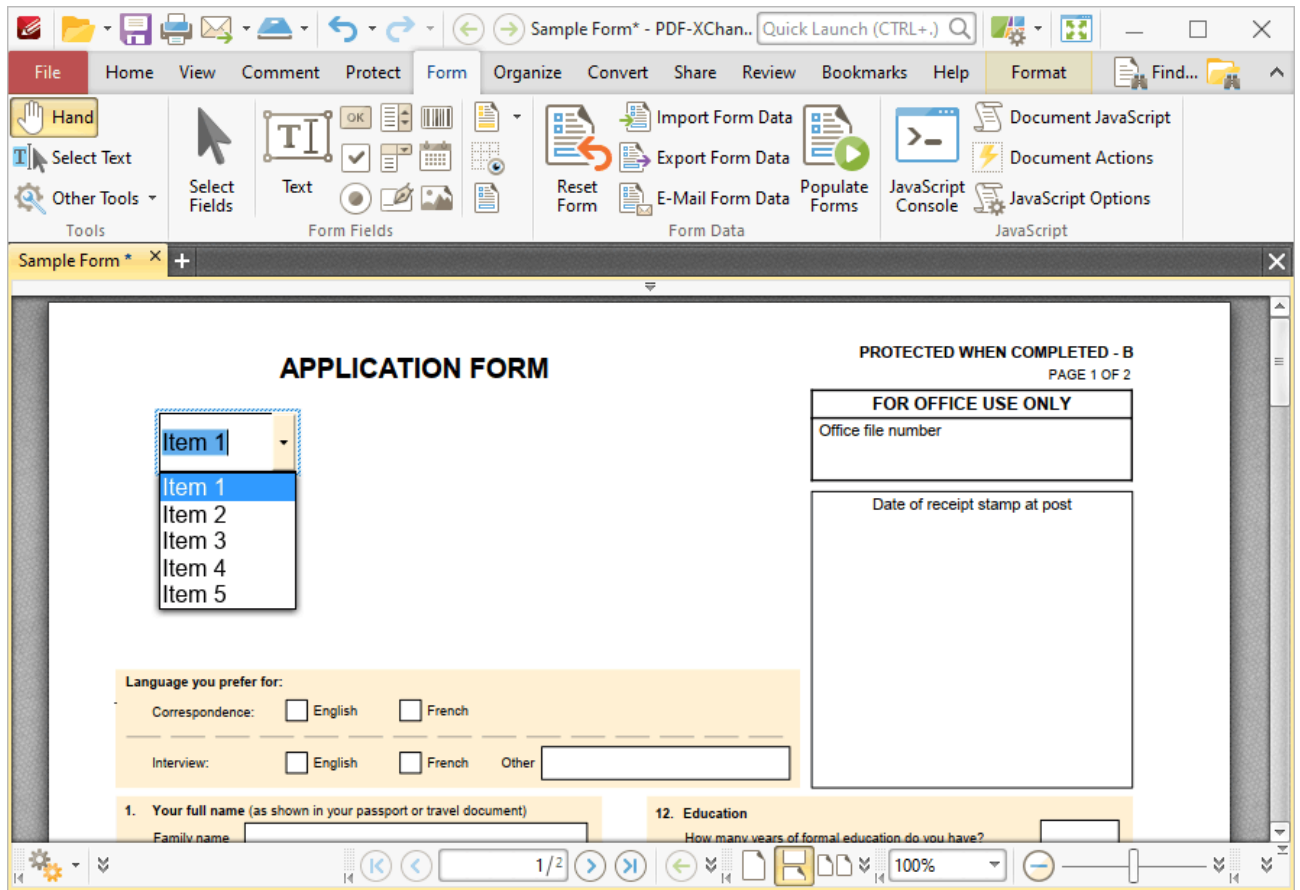 Sample Form* - PDF-XChan.. Quick Launch (CTRL+.)
File Home View Comment Protect Form Organize Convert Share Review Bookmarks Help Format Find...
Hand
Select Text
Other Tools
Tools
Select Fields
Text
OK
Form Fields
Reset Form
Import Form Data
Export Form Data
E-Mail Form Data
Populate Forms
Form Data
JavaScript Console
Document JavaScript
Document Actions
JavaScript Options
JavaScript
Sample Form *
APPLICATION FORM
PROTECTED WHEN COMPLETED - B
PAGE 1 OF 2
FOR OFFICE USE ONLY
Office file number
Date of receipt stamp at post
Item 1
Item 1
Item 2
Item 3
Item 4
Item 5
Language you prefer for:
Correspondence: English French
Interview: English French Other
1. Your full name (as shown in your passport or travel document)
Family name
12. Education
How many years of formal education do you have?
1/2
100%